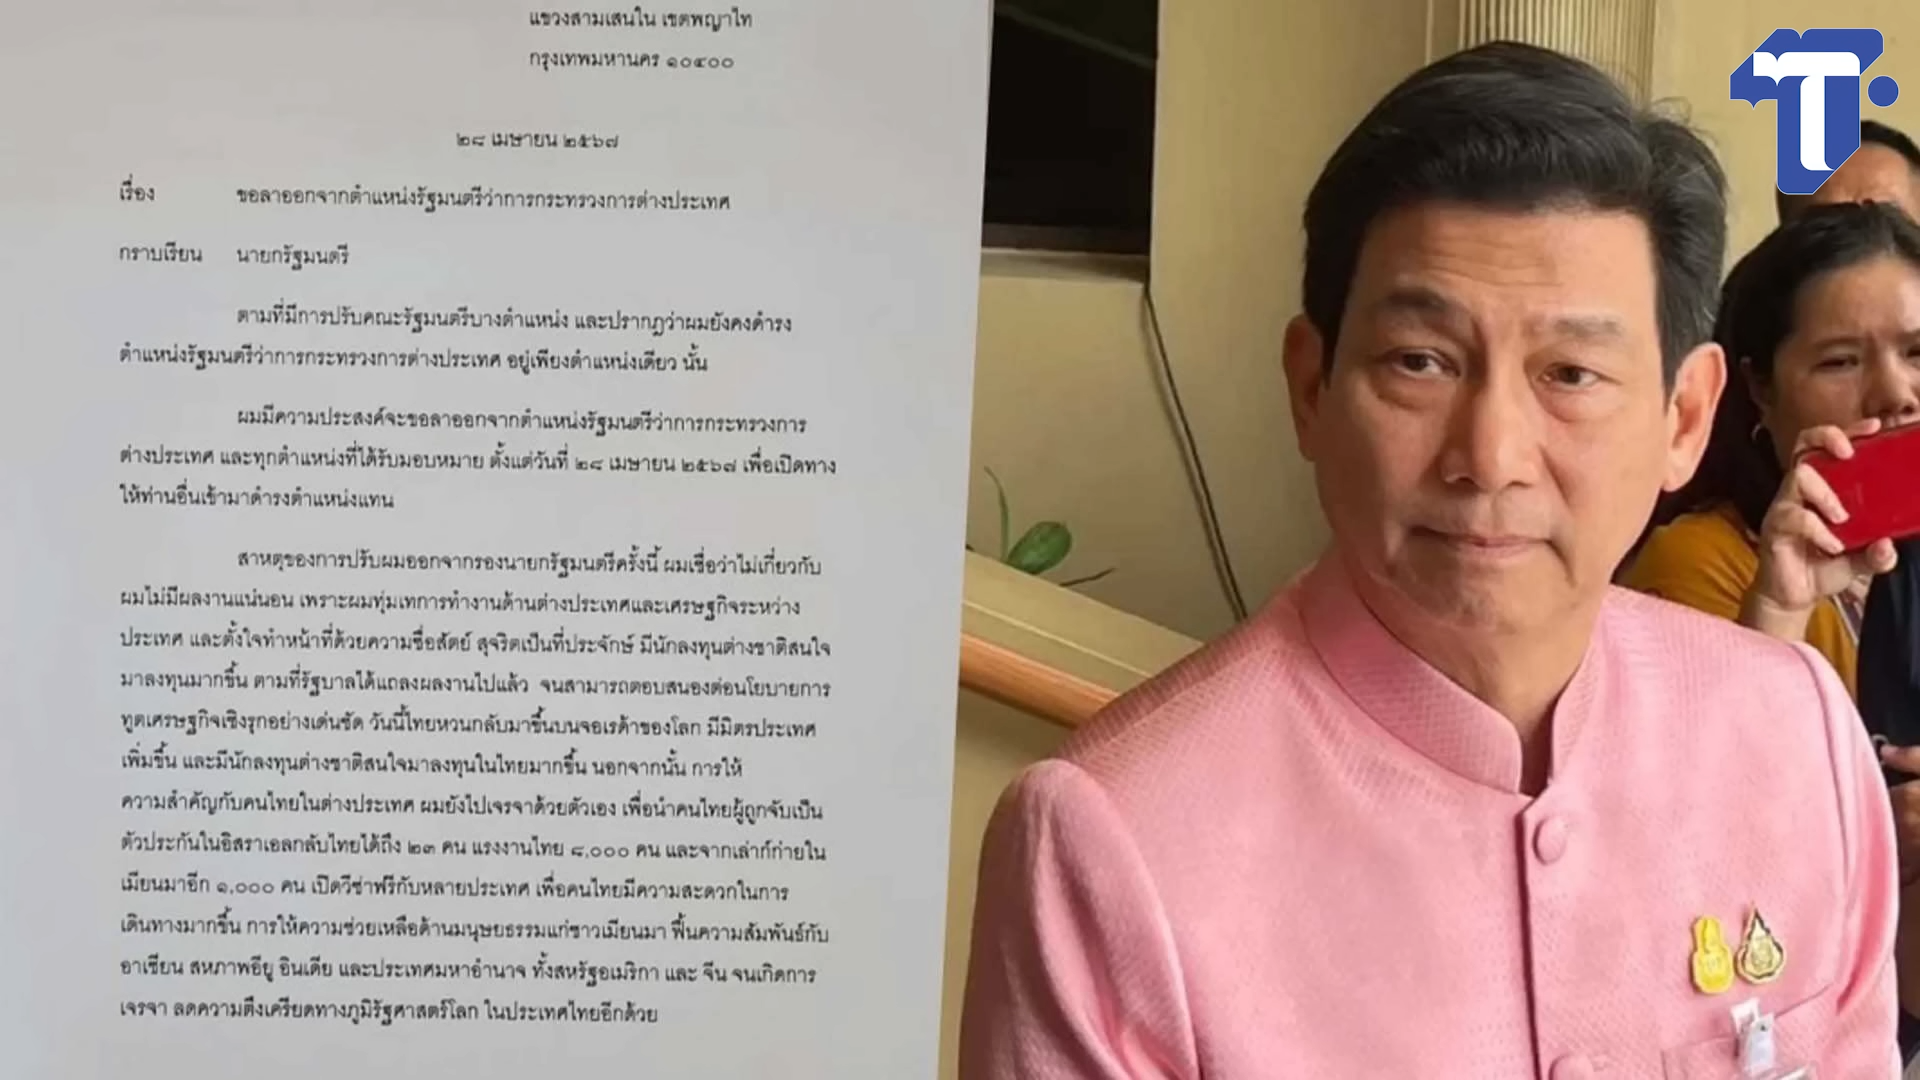 แขวงสามเสนใน เขตพญาไท
กรุงเทพมหานคร ๑๐๔๐๐
๒๘ เมษายน ๒๕๖๗
เรื่อง ขอลาออกจากตำแหน่งรัฐมนตรีว่าการกระทรวงการต่างประเทศ
กราบเรียน นายกรัฐมนตรี
ตามที่มีการปรับคณะรัฐมนตรีบางตำแหน่ง และปรากฏว่าผมยังคงดำรง
ตำแหน่งรัฐมนตรีว่าการกระทรวงการต่างประเทศ อยู่เพียงตำแหน่งเดียว นั้น
ผมมีความประสงค์จะขอลาออกจากตำแหน่งรัฐมนตรีว่าการกระทรวงการ
ต่างประเทศ และทุกตำแหน่งที่ได้รับมอบหมาย ตั้งแต่วันที่ ๒๘ เมษายน ๒๕๖๗ เพื่อเปิดทาง
ให้ท่านอื่นเข้ามาดำรงตำแหน่งแทน
สาเหตุของการปรับผมออกจากรองนายกรัฐมนตรีครั้งนี้ ผมเชื่อว่าไม่เกี่ยวกับ
ผมไม่มีผลงานแน่นอน เพราะผมทุ่มเทการทำงานด้านต่างประเทศและเศรษฐกิจระหว่าง
ประเทศ และตั้งใจทำหน้าที่ด้วยความซื่อสัตย์ สุจริตเป็นที่ประจักษ์ มีนักลงทุนต่างชาติสนใจ
มาลงทุนมากขึ้น ตามที่รัฐบาลได้แถลงผลงานไปแล้ว จนสามารถตอบสนองต่อนโยบายการ
ทูตเศรษฐกิจเชิงรุกอย่างเด่นชัด วันนี้ไทยหวนกลับมาขึ้นบนจอเรด้าของโลก มีมิตรประเทศ
เพิ่มขึ้น และมีนักลงทุนต่างชาติสนใจมาลงทุนในไทยมากขึ้น นอกจากนั้น การให้
ความสำคัญกับคนไทยในต่างประเทศ ผมยังไปเจรจาด้วยตัวเอง เพื่อนำคนไทยผู้ถูกจับเป็น
ตัวประกันในอิสราเอลกลับไทยได้ถึง ๒๓ คน แรงงานไทย ๘,๐๐๐ คน และจากเล่าก์ก่ายใน
เมียนมาอีก ๑,๐๐๐ คน เปิดวีซ่าฟรีกับหลายประเทศ เพื่อคนไทยมีความสะดวกในการ
เดินทางมากขึ้น การให้ความช่วยเหลือด้านมนุษยธรรมแก่ชาวเมียนมา ฟื้นความสัมพันธ์กับ
อาเซียน สหภาพอียู อินเดีย และประเทศมหาอำนาจ ทั้งสหรัฐอเมริกา และ จีน จนเกิดการ
เจรจา ลดความตึงเครียดทางภูมิรัฐศาสตร์โลก ในประเทศไทยอีกด้วย